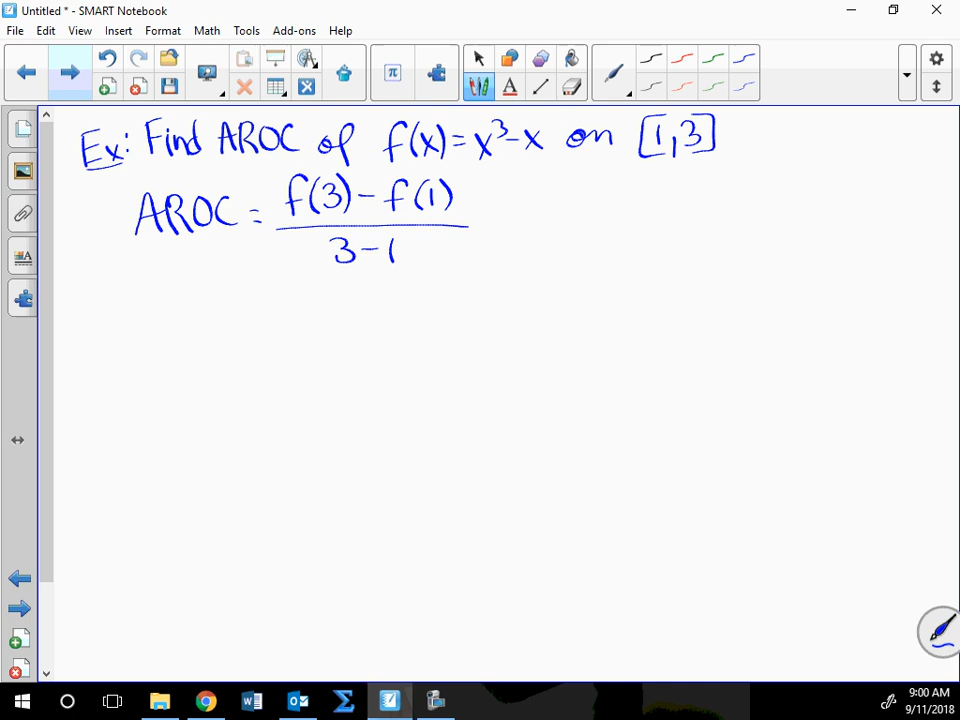 Untitled * - SMART Notebook
File Edit View Insert Format Math Tools Add-ons Help
Ex: Find AROC of f(x)=x³-x on [1,3]
AROC = f(3)-f(1)
3-1
9:00 AM
9/11/2018